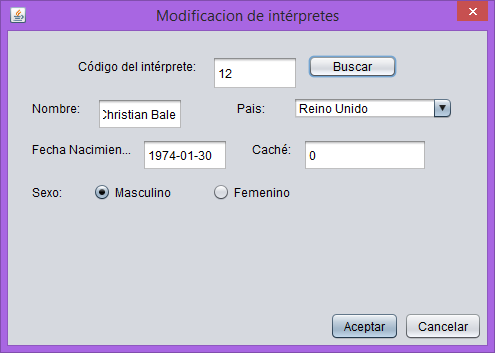 Modificacion de intérpretes
Código del intérprete: 12 Buscar
Nombre: Christian Bale Pais: Reino Unido
Fecha Nacimien... 1974-01-30 Caché: 0
Sexo: Masculino Femenino
Aceptar Cancelar